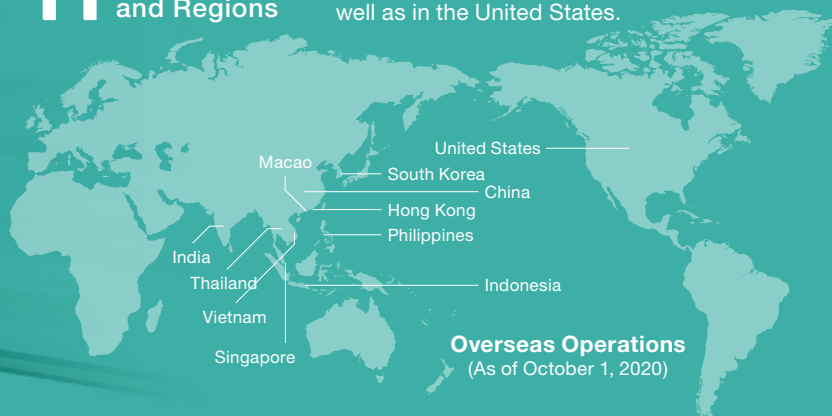 and Regions
well as in the United States.
United States
Macao
South Korea
China
Hong Kong
Philippines
India
Thailand
Indonesia
Vietnam
Singapore
Overseas Operations
(As of October 1, 2020)